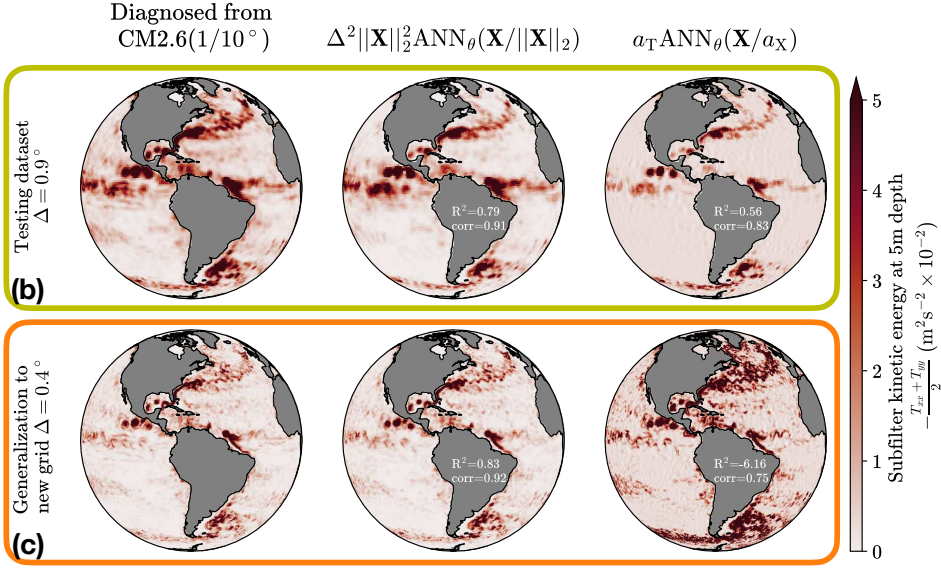 Diagnosed from
CM2.6(1/10°)
Δ²||𝐗||₂²ANN_θ(𝐗/||𝐗||₂)
a_T ANN_θ(𝐗/a_X)
Testing dataset
Δ = 0.9°
R²=0.79
corr=0.91
R²=0.56
corr=0.83
(b)
Generalization to
new grid Δ = 0.4°
R²=0.83
corr=0.92
R²=-6.16
corr=0.75
(c)
5
4
3
2
1
0
Subfilter kinetic energy at 5m depth
−(T_xx + T_yy)/2 (m²s⁻² × 10⁻²)